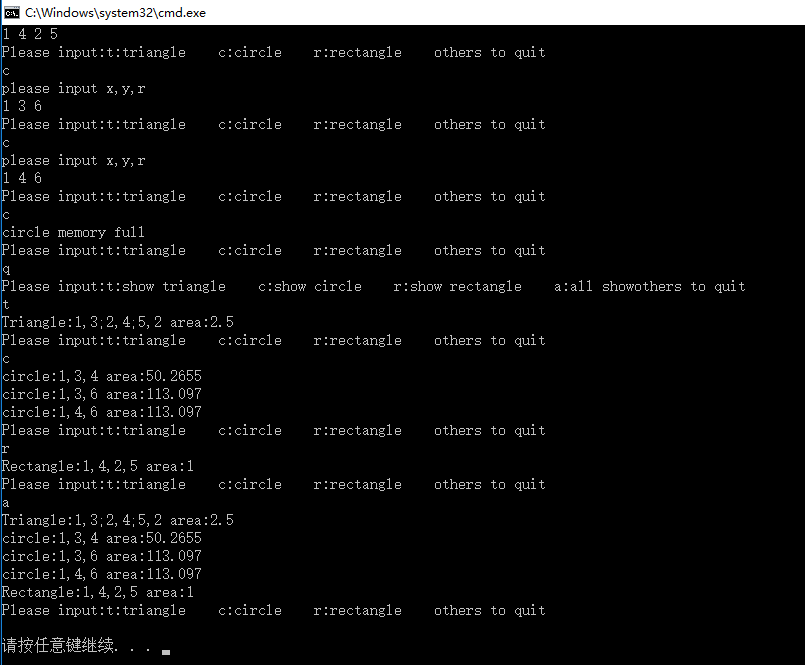 C:\Windows\system32\cmd.exe
1 4 2 5
Please input:t:triangle    c:circle    r:rectangle    others to quit
c
please input x,y,r
1 3 6
Please input:t:triangle    c:circle    r:rectangle    others to quit
c
please input x,y,r
1 4 6
Please input:t:triangle    c:circle    r:rectangle    others to quit
c
circle memory full
Please input:t:triangle    c:circle    r:rectangle    others to quit
q
Please input:t:show triangle    c:show circle    r:show rectangle    a:all showothers to quit
t
Triangle:1,3;2,4;5,2 area:2.5
Please input:t:triangle    c:circle    r:rectangle    others to quit
c
circle:1,3,4 area:50.2655
circle:1,3,6 area:113.097
circle:1,4,6 area:113.097
Please input:t:triangle    c:circle    r:rectangle    others to quit
r
Rectangle:1,4,2,5 area:1
Please input:t:triangle    c:circle    r:rectangle    others to quit
a
Triangle:1,3;2,4;5,2 area:2.5
circle:1,3,4 area:50.2655
circle:1,3,6 area:113.097
circle:1,4,6 area:113.097
Rectangle:1,4,2,5 area:1
Please input:t:triangle    c:circle    r:rectangle    others to quit
请按任意键继续. . .